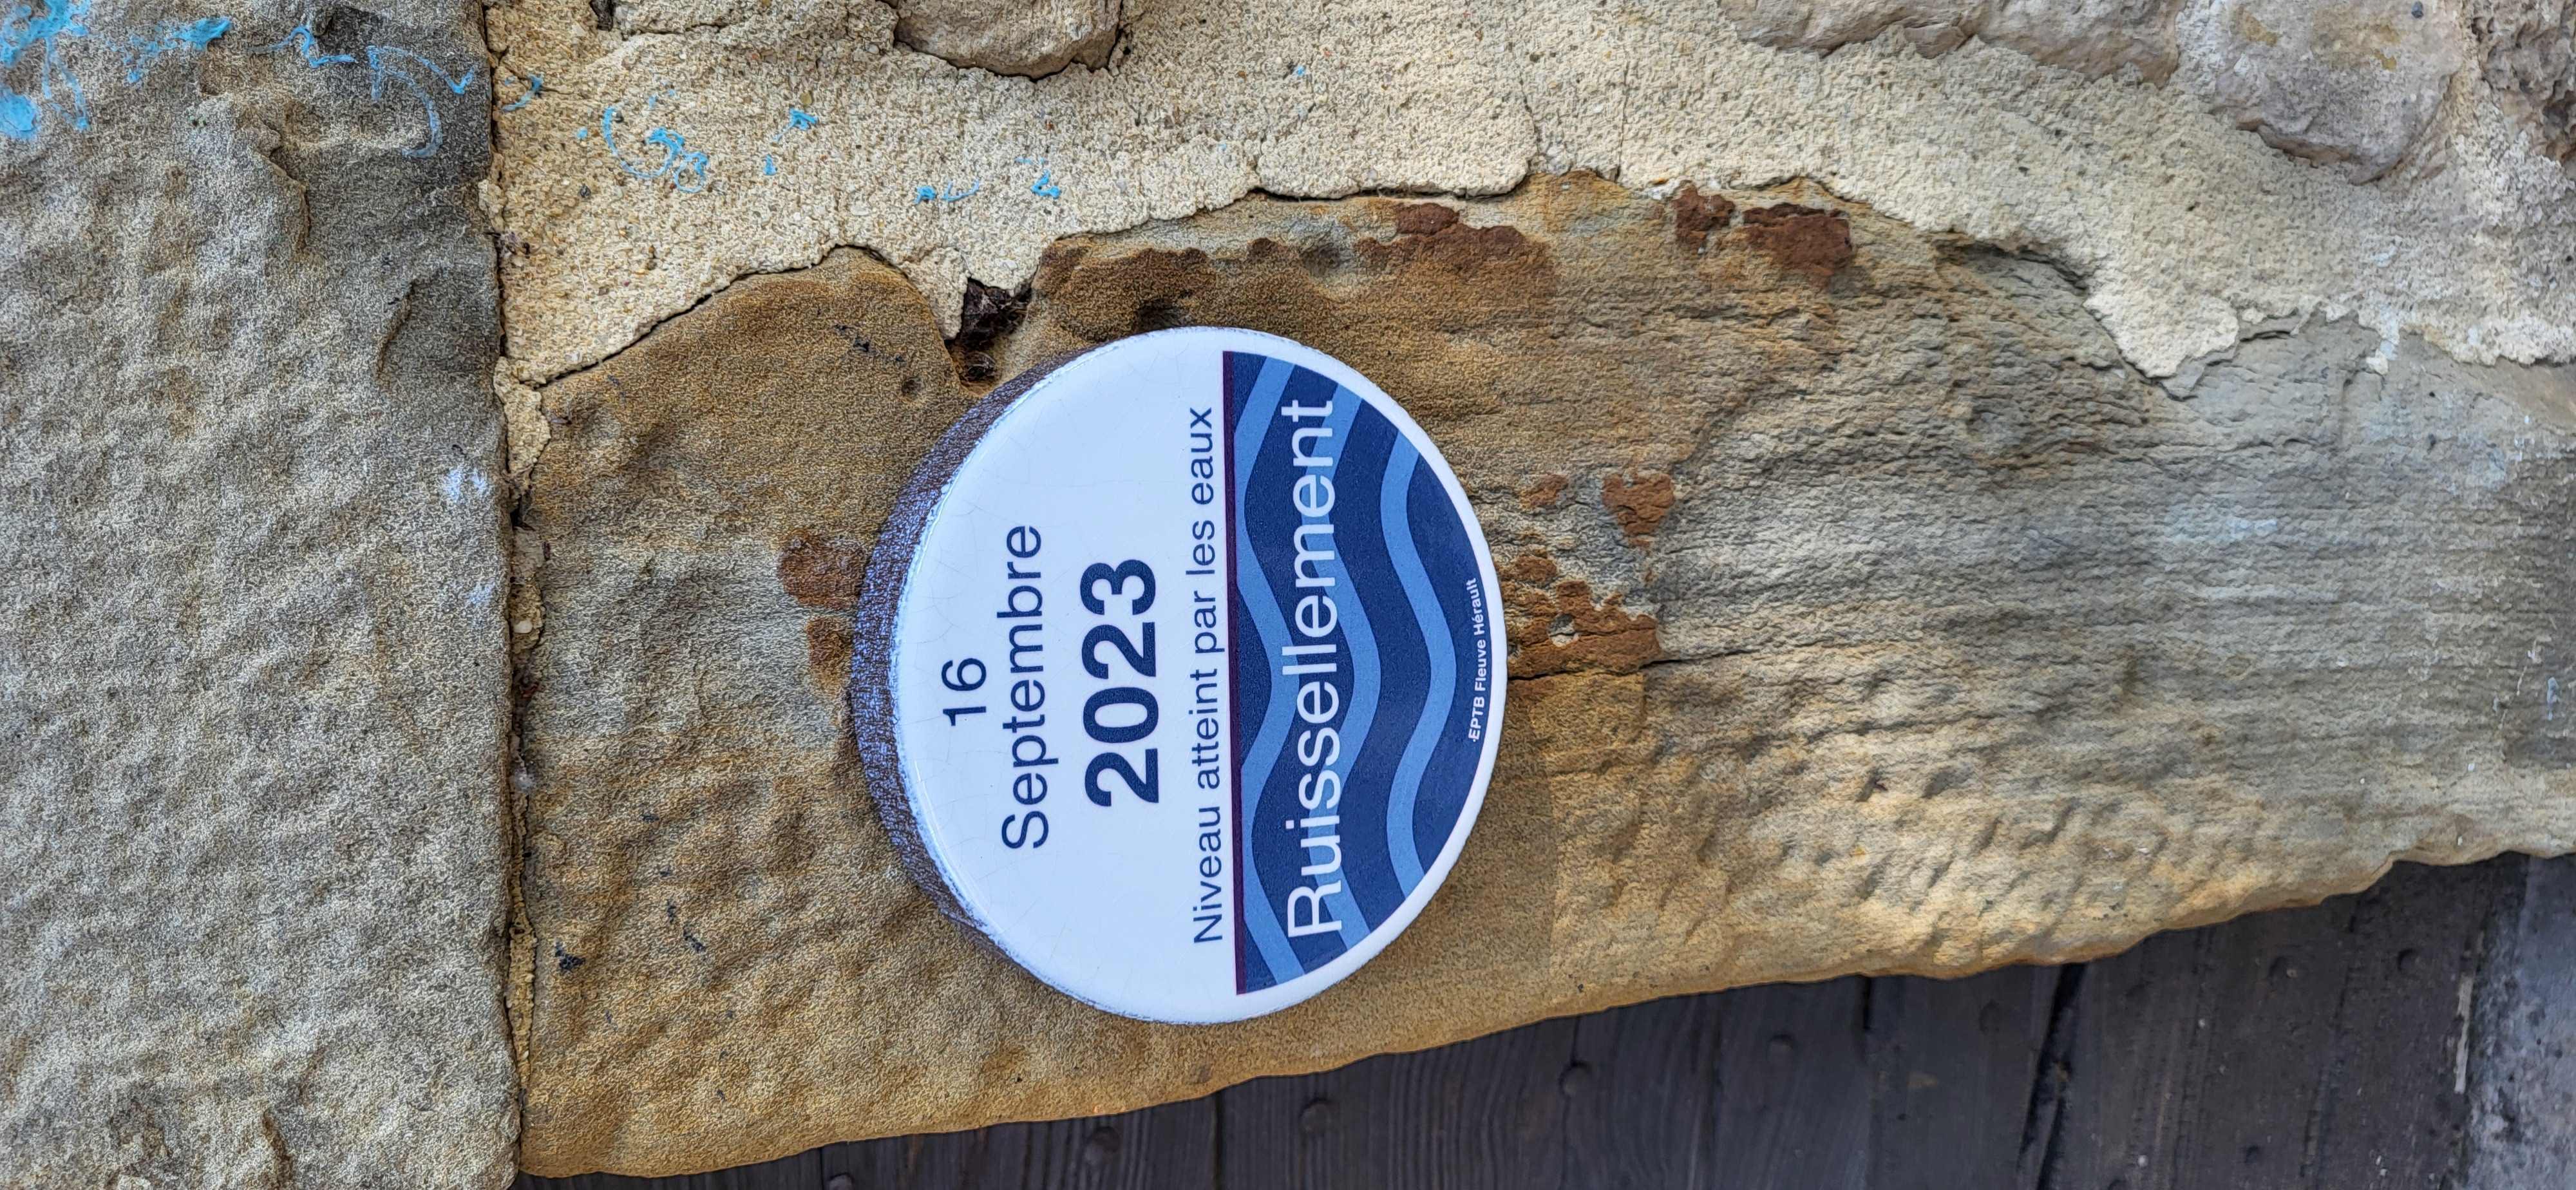 16
Septembre
2023
Niveau atteint par les eaux
Ruissellement
EPTB Fleuve Hérault